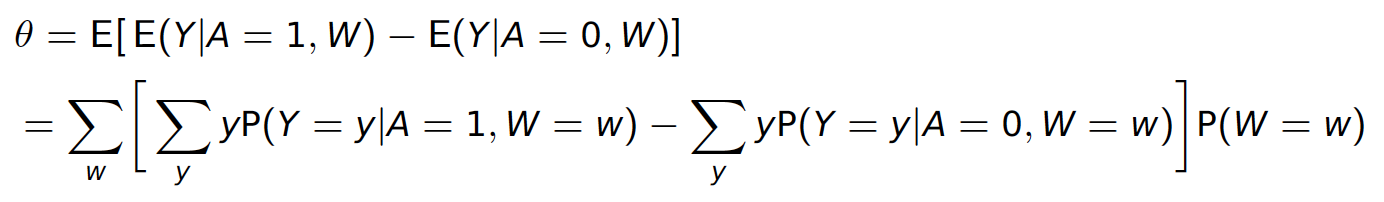 θ = E[E(Y|A = 1, W) − E(Y|A = 0, W)]
= ∑_w [ ∑_y yP(Y = y|A = 1, W = w) − ∑_y yP(Y = y|A = 0, W = w) ] P(W = w)